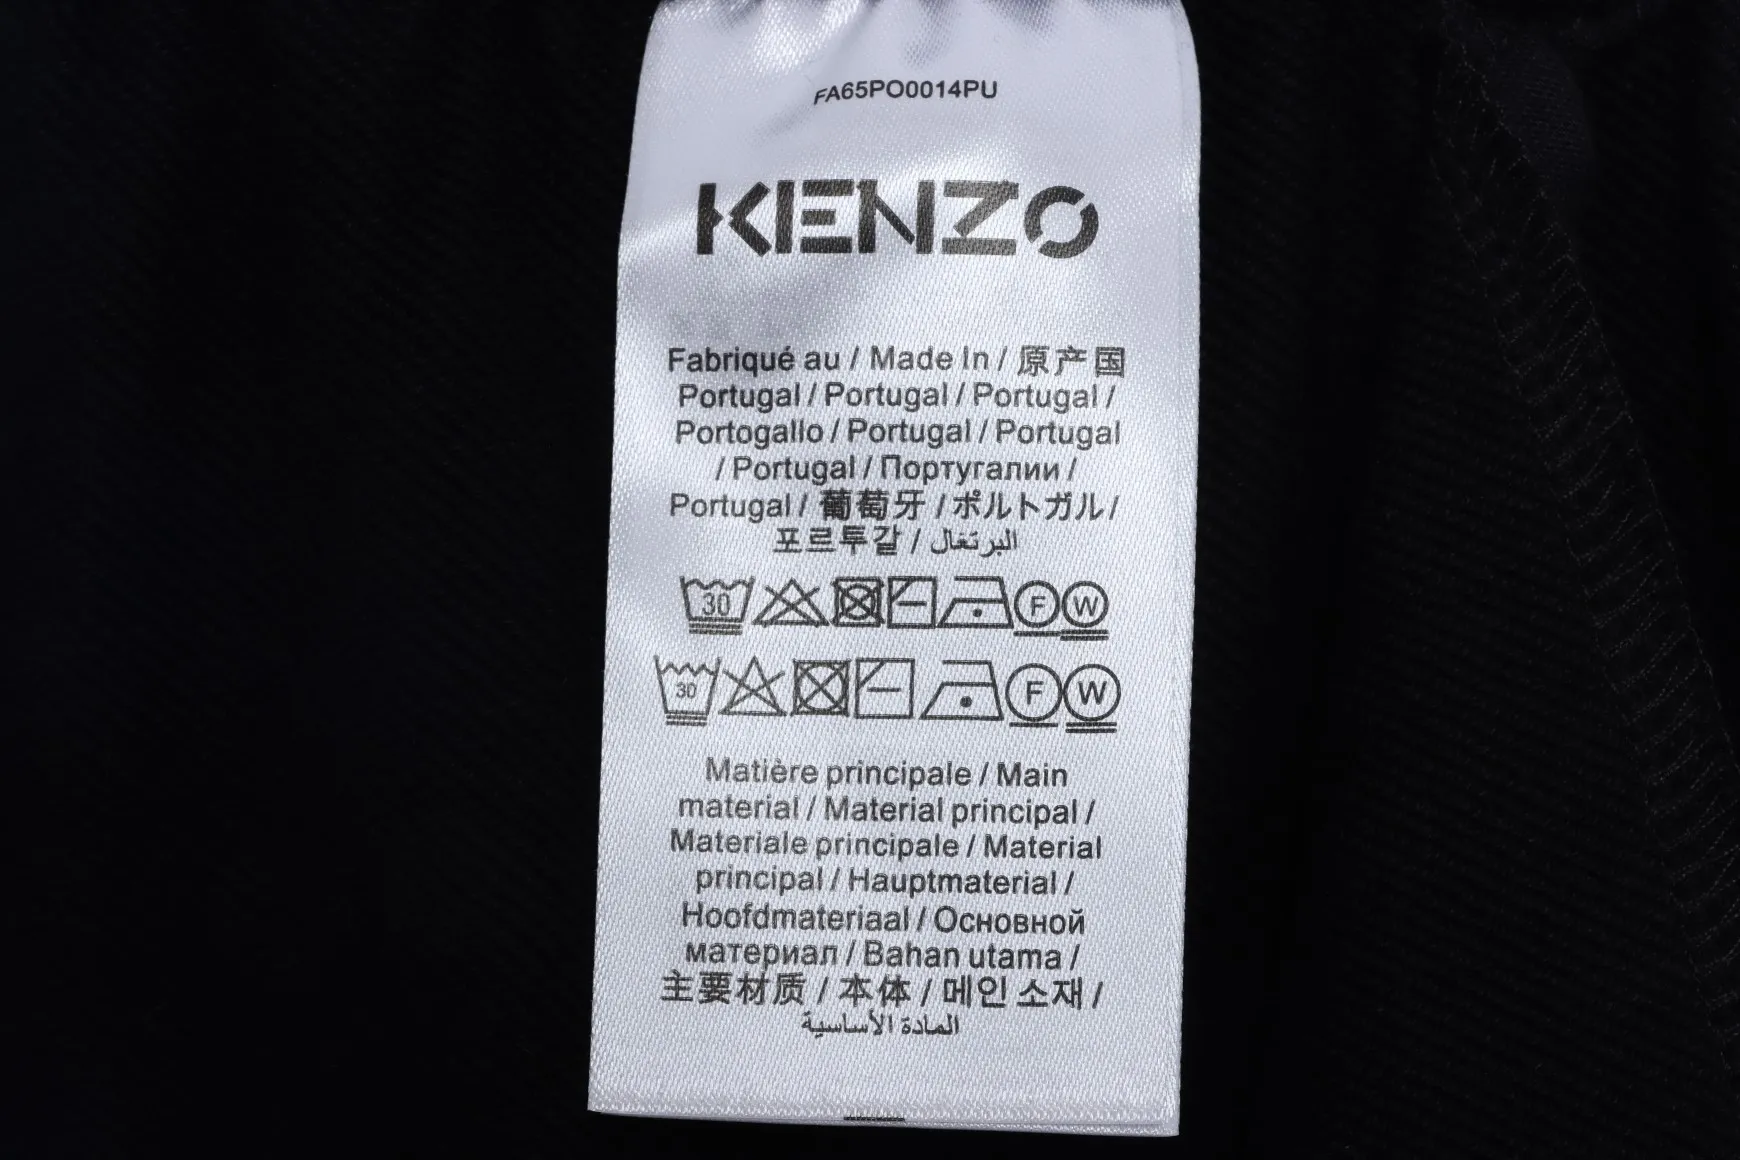 FA65PO0014PU
KENZO
Fabriqué au / Made In / 原产国
Portugal / Portugal / Portugal /
Portogallo / Portugal / Portugal
/ Portugal / Португалии /
Portugal / 葡萄牙 / ポルトガル /
포르투갈 / البرتغال
30 F W
30 F W
Matière principale / Main
material / Material principal /
Materiale principale / Material
principal / Hauptmaterial /
Hoofdmateriaal / Основной
материал / Bahan utama /
主要材质 / 本体 / 메인 소재 /
المادة الأساسية